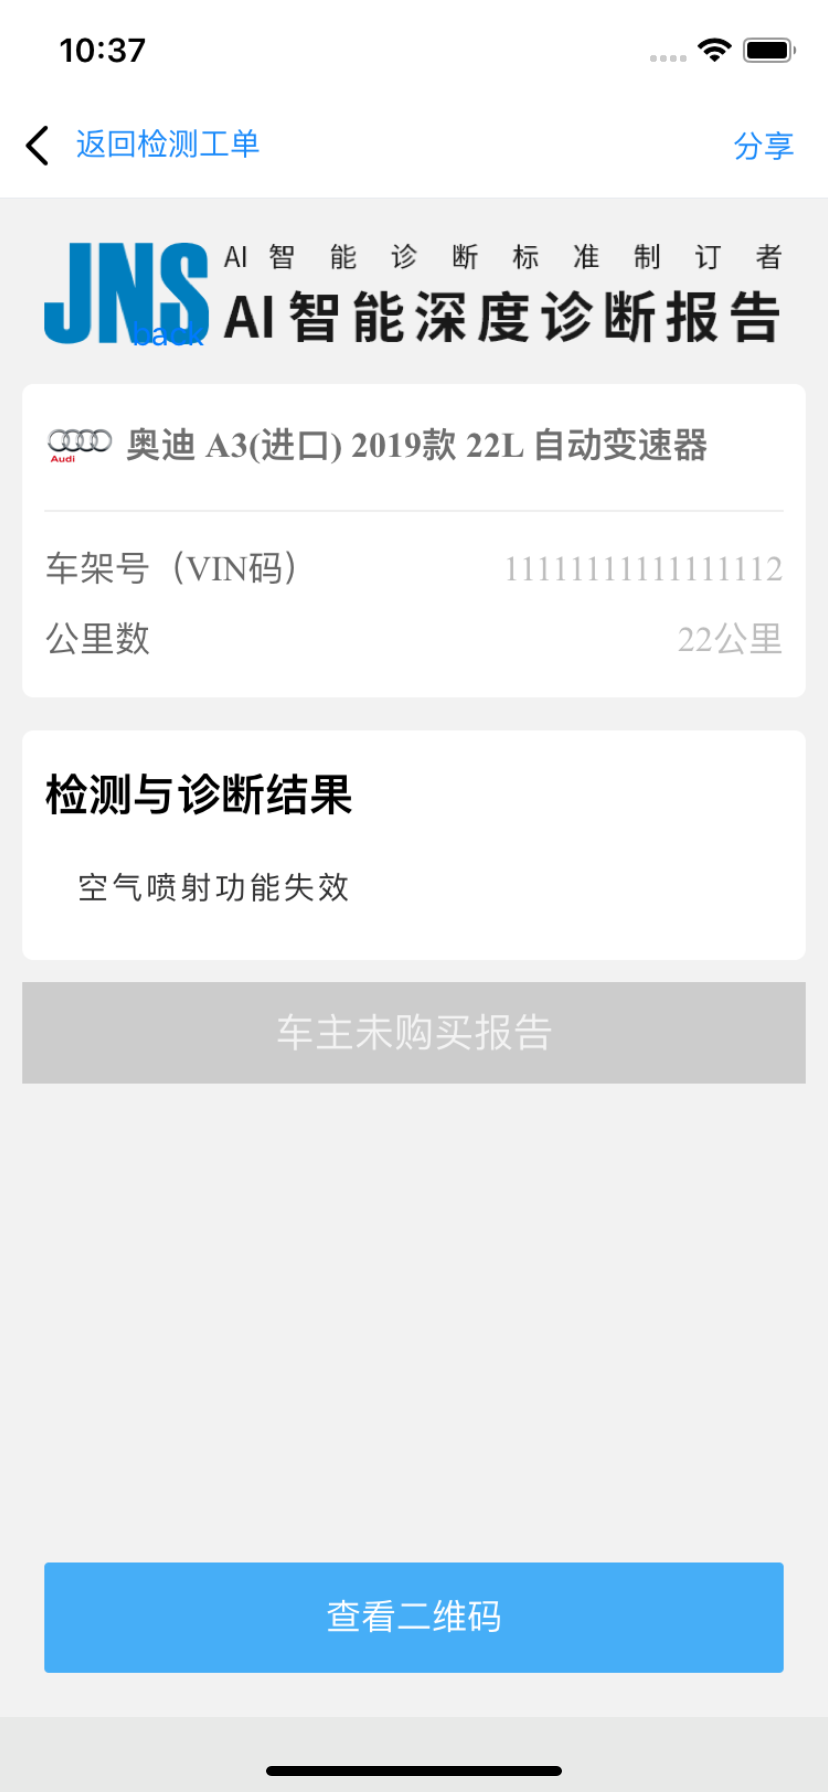 10:37
返回检测工单
分享
JNS
AI智能诊断标准制订者
back
AI智能深度诊断报告
Audi
奥迪 A3(进口) 2019款 22L 自动变速器
车架号（VIN码）
11111111111111112
公里数
22公里
检测与诊断结果
空气喷射功能失效
车主未购买报告
查看二维码